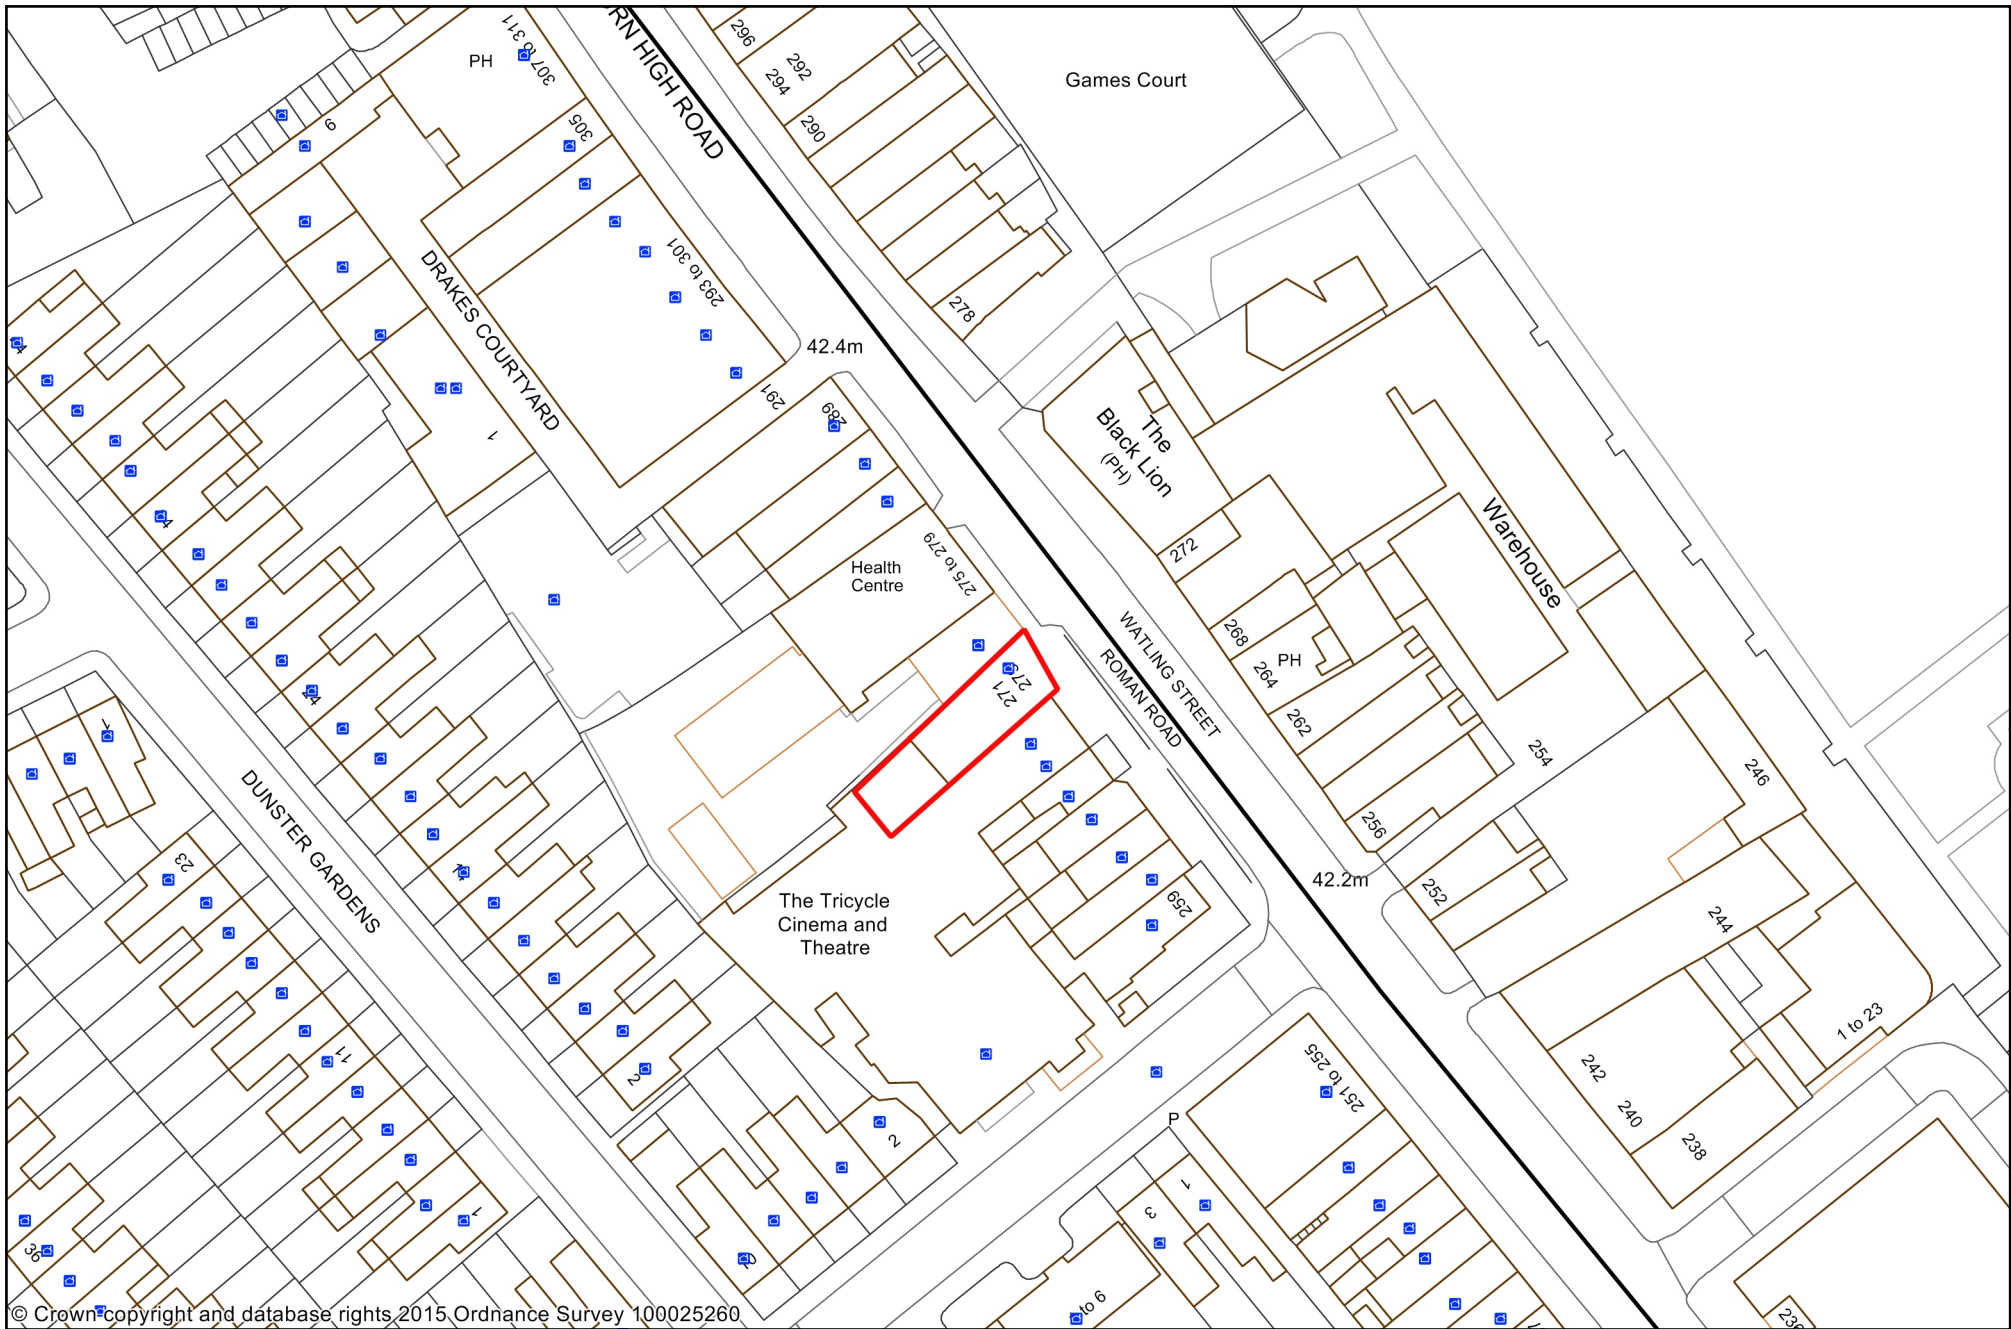 307 to 311
PH
305
9
RN HIGH ROAD
296
292
294
290
Games Court
293 to 301
DRAKES COURTYARD
278
42.4m
291
289
1
The
Black Lion
(PH)
Warehouse
272
275 to 279
Health
Centre
268
PH
264
262
WATLING STREET
ROMAN ROAD
254
246
256
271
4
44
DUNSTER GARDENS
23
14
The Tricycle
Cinema and
Theatre
259
42.2m
252
244
1 to 23
242
240
238
11
2
2
251 to 255
P
1
3
1
36
to 6
236
© Crown copyright and database rights 2015 Ordnance Survey 100025260